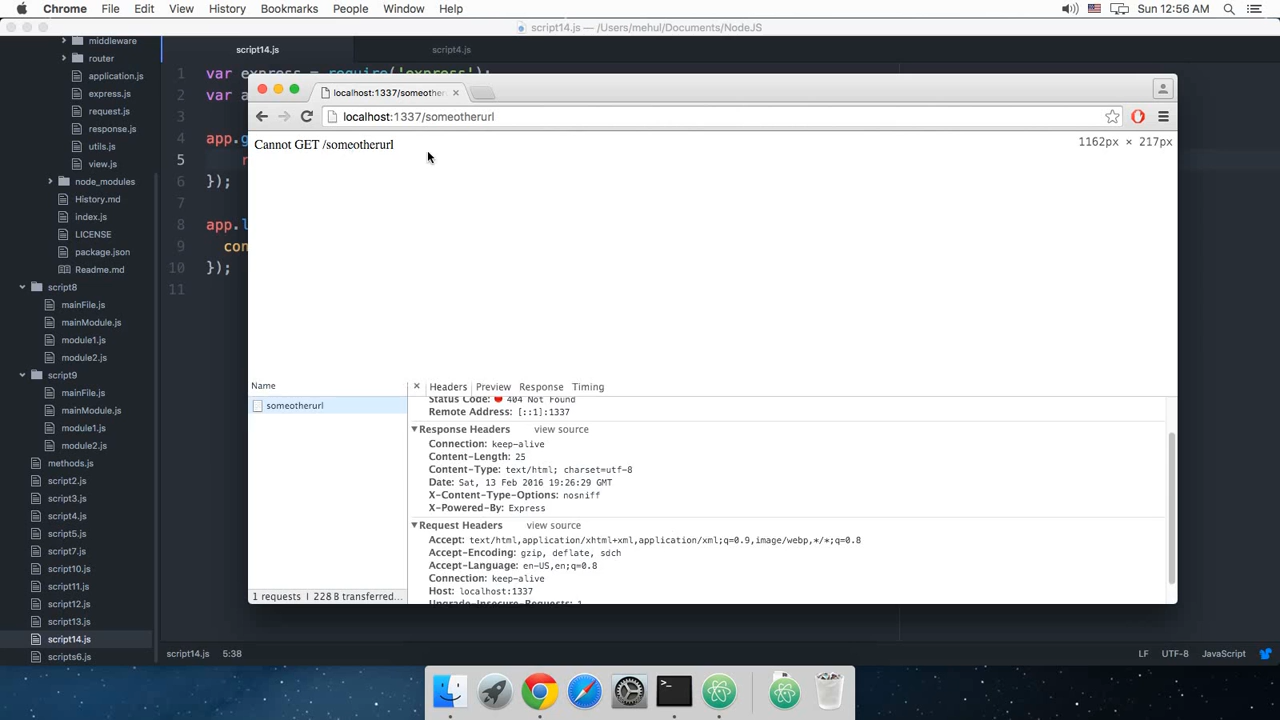 Chrome File Edit View History Bookmarks People Window Help Sun 12:56 AM
script14.js — /Users/mehul/Documents/NodeJS
middleware
router
application.js
express.js
request.js
response.js
utils.js
view.js
node_modules
History.md
index.js
LICENSE
package.json
Readme.md
script8
mainFile.js
mainModule.js
module1.js
module2.js
script9
mainFile.js
mainModule.js
module1.js
module2.js
methods.js
script2.js
script3.js
script4.js
script5.js
script7.js
script10.js
script11.js
script12.js
script13.js
script14.js
scripts6.js
script14.js script4.js
1 var express = require('express');
2 var a
4 app.g
5 r
6 });
7
8 app.l
9 con
10 });
11
localhost:1337/someother
localhost:1337/someotherurl
Cannot GET /someotherurl
1162px × 217px
Name
someotherurl
1 requests | 228 B transferred...
× Headers Preview Response Timing
Status Code: 404 Not Found
Remote Address: [::1]:1337
Response Headers view source
Connection: keep-alive
Content-Length: 25
Content-Type: text/html; charset=utf-8
Date: Sat, 13 Feb 2016 19:26:29 GMT
X-Content-Type-Options: nosniff
X-Powered-By: Express
Request Headers view source
Accept: text/html,application/xhtml+xml,application/xml;q=0.9,image/webp,*/*;q=0.8
Accept-Encoding: gzip, deflate, sdch
Accept-Language: en-US,en;q=0.8
Connection: keep-alive
Host: localhost:1337
Upgrade-Insecure-Requests: 1
script14.js 5:38 LF UTF-8 JavaScript